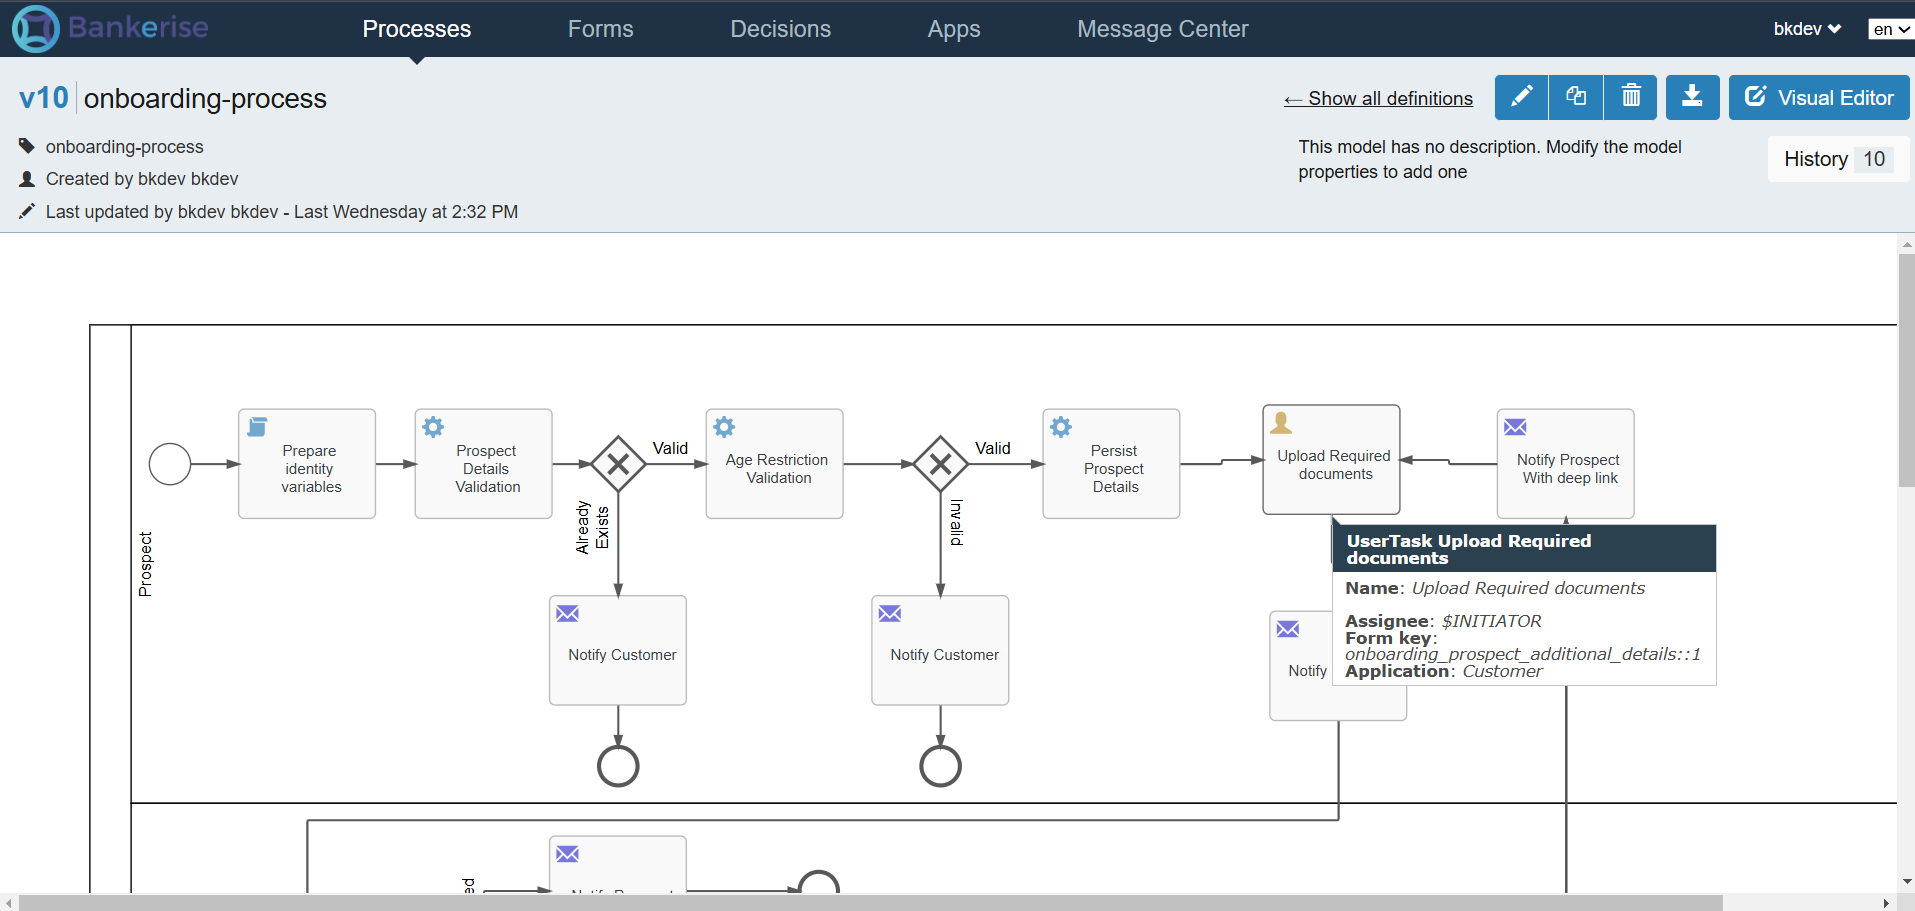 Bankerise
Processes
Forms
Decisions
Apps
Message Center
bkdev
en
v10
onboarding-process
← Show all definitions
Visual Editor
onboarding-process
Created by bkdev bkdev
Last updated by bkdev bkdev - Last Wednesday at 2:32 PM
This model has no description. Modify the model
properties to add one
History 10
Prospect
Prepare
identity
variables
Prospect
Details
Validation
Valid
Already
Exists
Age Restriction
Validation
Valid
Invalid
Persist
Prospect
Details
Upload Required
documents
Notify Prospect
With deep link
UserTask Upload Required
documents
Name: Upload Required documents
Assignee: $INITIATOR
Form key:
onboarding_prospect_additional_details::1
Application: Customer
Notify Customer
Notify Customer
Notify
ed